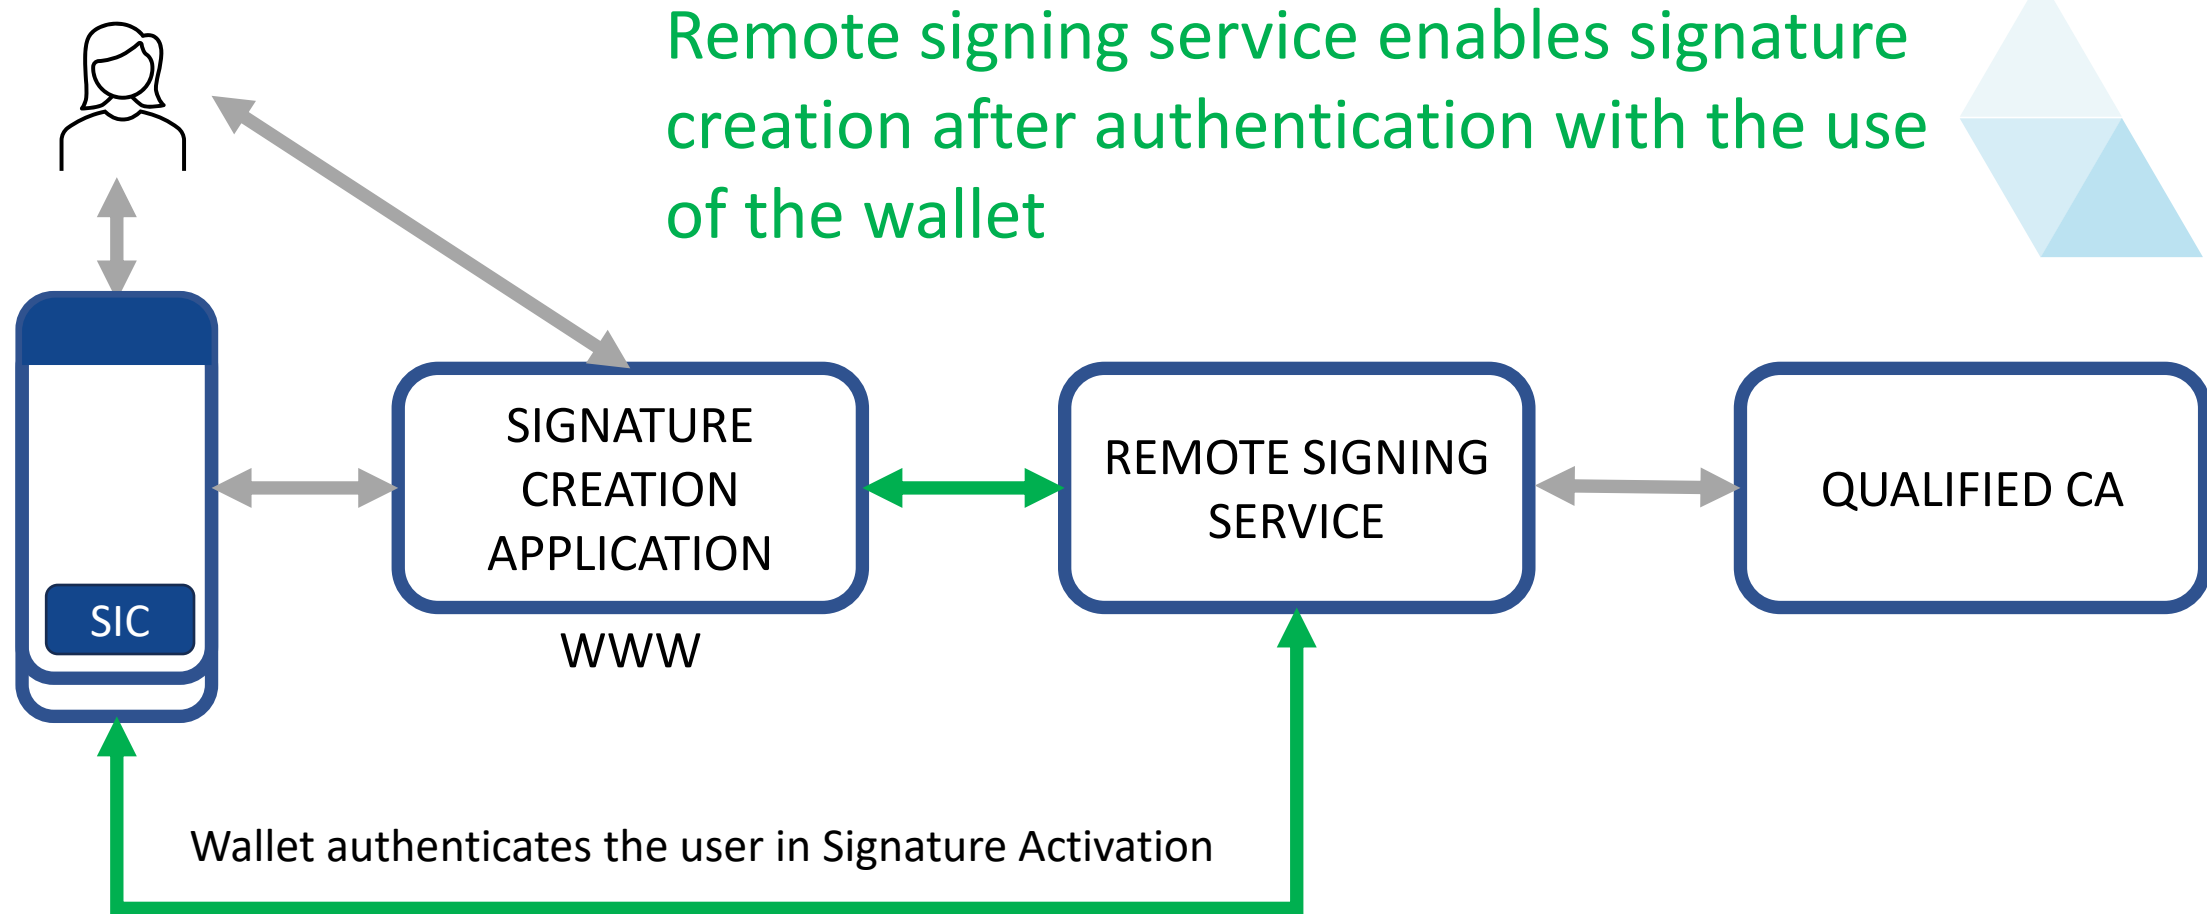 Remote signing service enables signature
creation after authentication with the use
of the wallet
SIGNATURE
CREATION
APPLICATION
WWW
REMOTE SIGNING
SERVICE
QUALIFIED CA
SIC
Wallet authenticates the user in Signature Activation